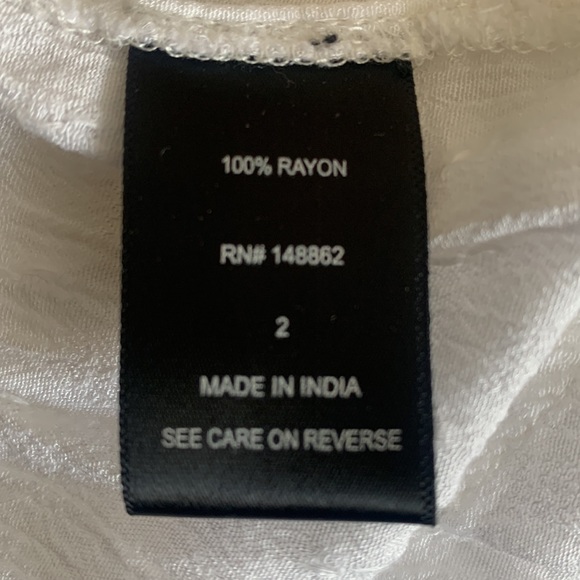 100% RAYON
RN# 148862
2
MADE IN INDIA
SEE CARE ON REVERSE